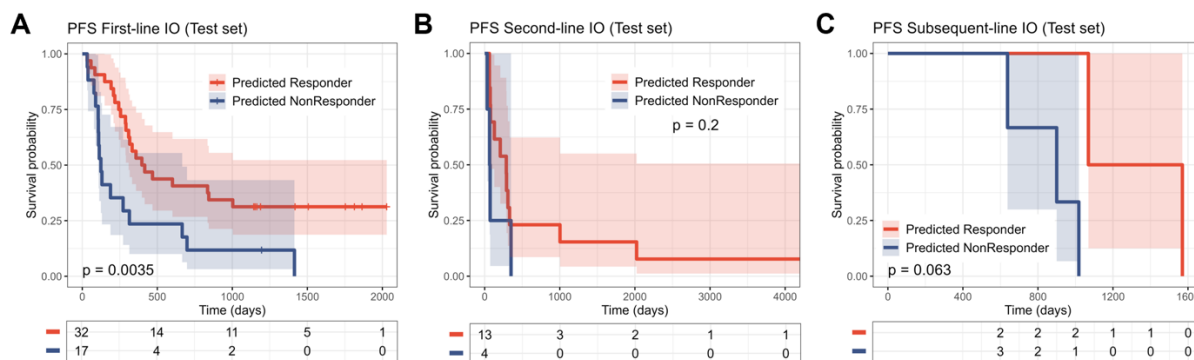 A
PFS First-line IO (Test set)
Survival probability
1.00
0.75
0.50
0.25
0.00
Predicted Responder
Predicted NonResponder
p = 0.0035
0 500 1000 1500 2000
Time (days)
32 14 11 5 1
17 4 2 0 0
B
PFS Second-line IO (Test set)
Survival probability
1.00
0.75
0.50
0.25
0.00
Predicted Responder
Predicted NonResponder
p = 0.2
0 1000 2000 3000 4000
Time (days)
13 3 2 1 1
4 0 0 0 0
C
PFS Subsequent-line IO (Test set)
Survival probability
1.00
0.75
0.50
0.25
0.00
Predicted Responder
Predicted NonResponder
p = 0.063
0 400 800 1200
Time (days)
2 2 2 1 1 0
3 2 1 0 0 0